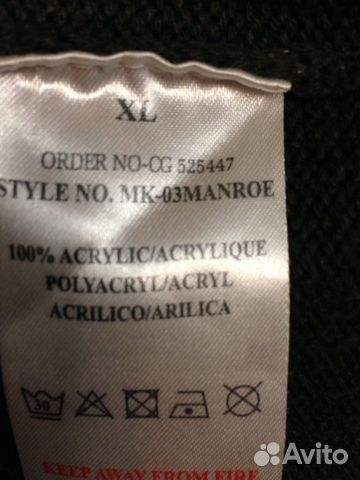 XL
ORDER NO-CG 525447
STYLE NO. MK-03MANROE
100% ACRYLIC/ACRYLIQUE
POLYACRYL/ACRYL
ACRILICO/ARILICA
30
KEEP AWAY FROM FIRE
Avito